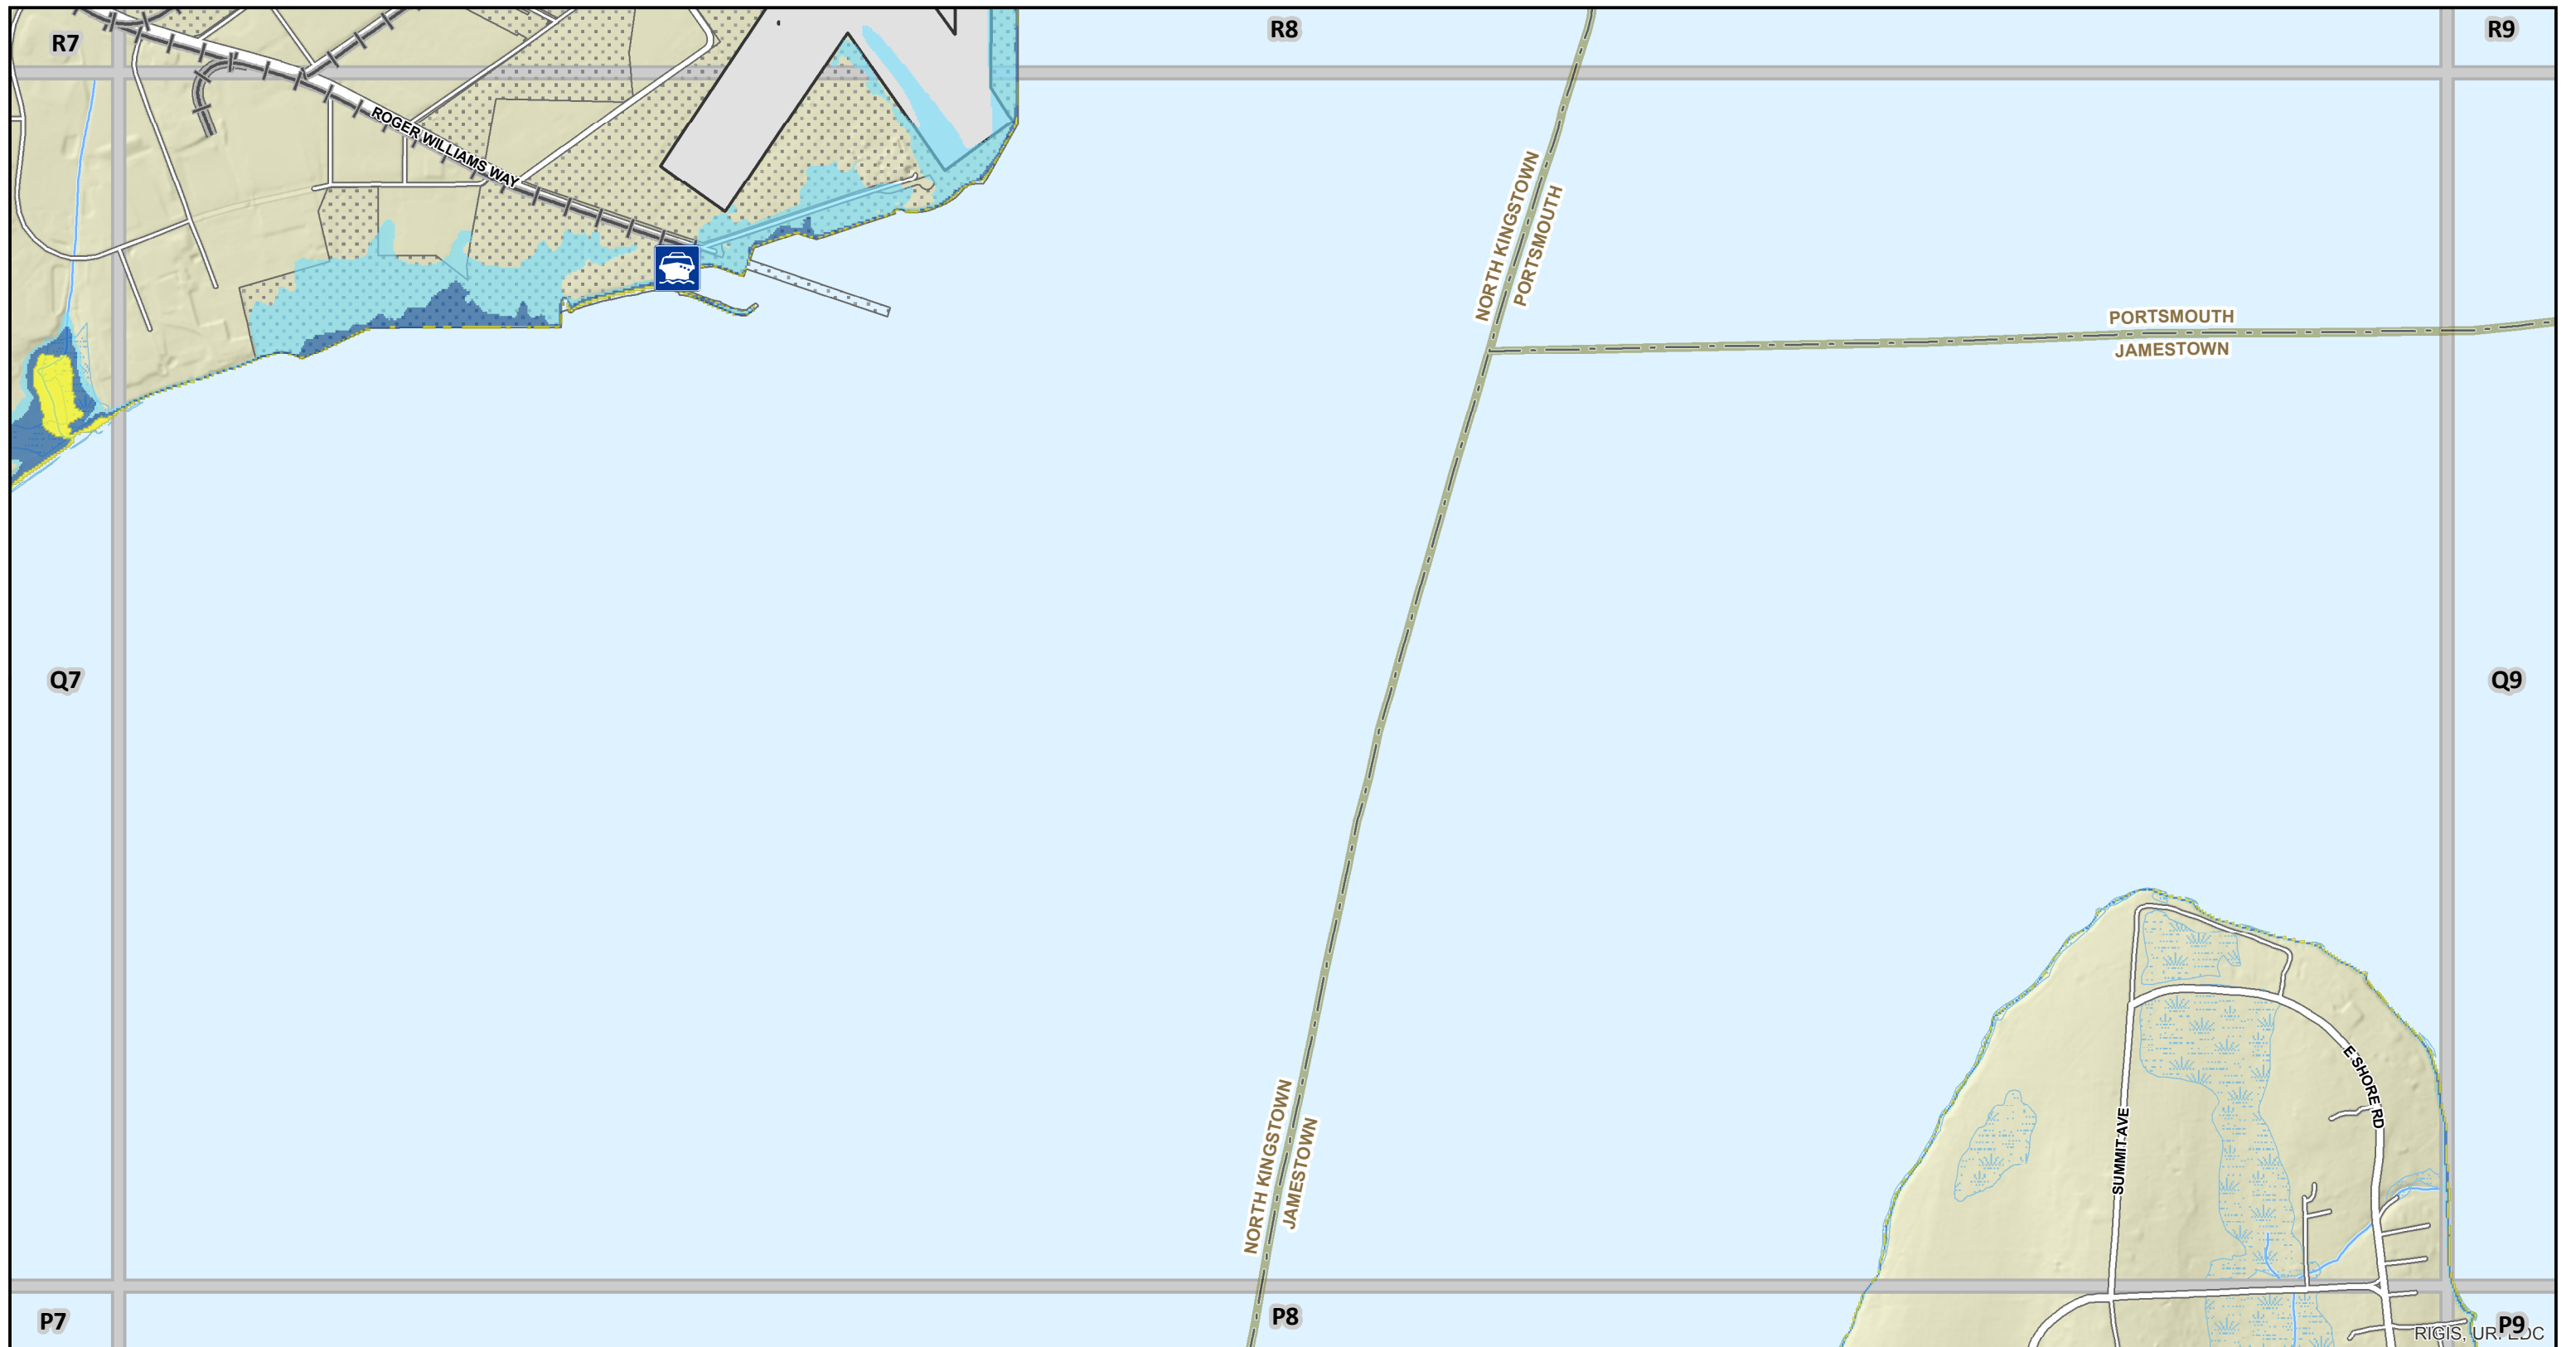 R7
R8
R9
ROGER WILLIAMS WAY
NORTH KINGSTOWN
PORTSMOUTH
PORTSMOUTH
JAMESTOWN
Q7
Q9
E SHORE RD
SUMMIT AVE
NORTH KINGSTOWN
JAMESTOWN
P7
P8
P9
RIGIS,